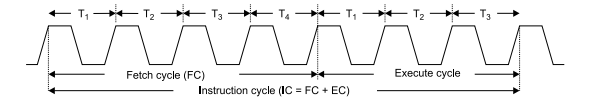 T1 T2 T3 T4 T1 T2 T3
Fetch cycle (FC) Execute cycle
Instruction cycle (IC = FC + EC)